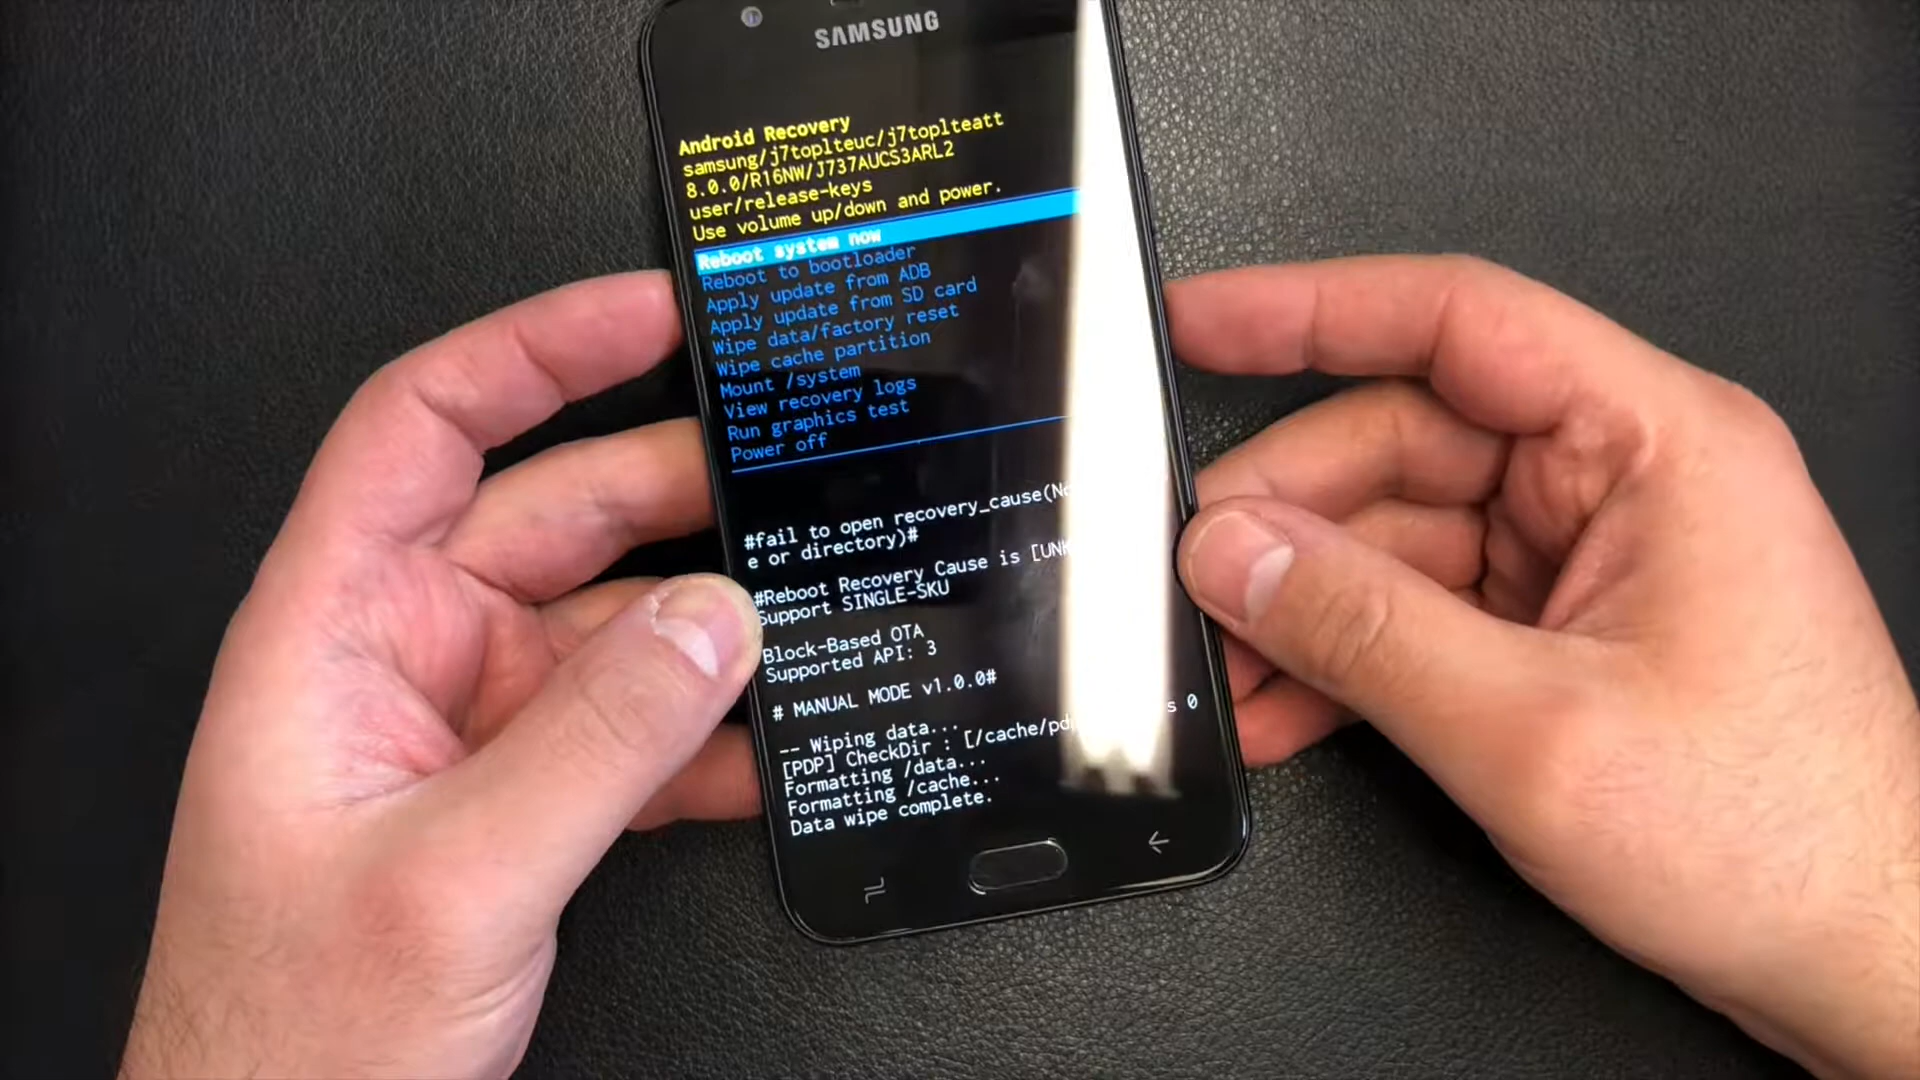 SAMSUNG
Android Recovery
samsung/j7toplteuc/j7toplteatt
8.0.0/R16NW/J737AUCS3ARL2
user/release-keys
Use volume up/down and power.
Reboot system now
Reboot to bootloader
Apply update from ADB
Apply update from SD card
Wipe data/factory reset
Wipe cache partition
Mount /system
View recovery logs
Run graphics test
Power off
#fail to open recovery_cause(No
e or directory)#
#Reboot Recovery Cause is [UNK
Support SINGLE-SKU
Block-Based OTA
Supported API: 3
# MANUAL MODE v1.0.0#
-- Wiping data...
[PDP] CheckDir : [/cache/pdp s 0
Formatting /data...
Formatting /cache...
Data wipe complete.